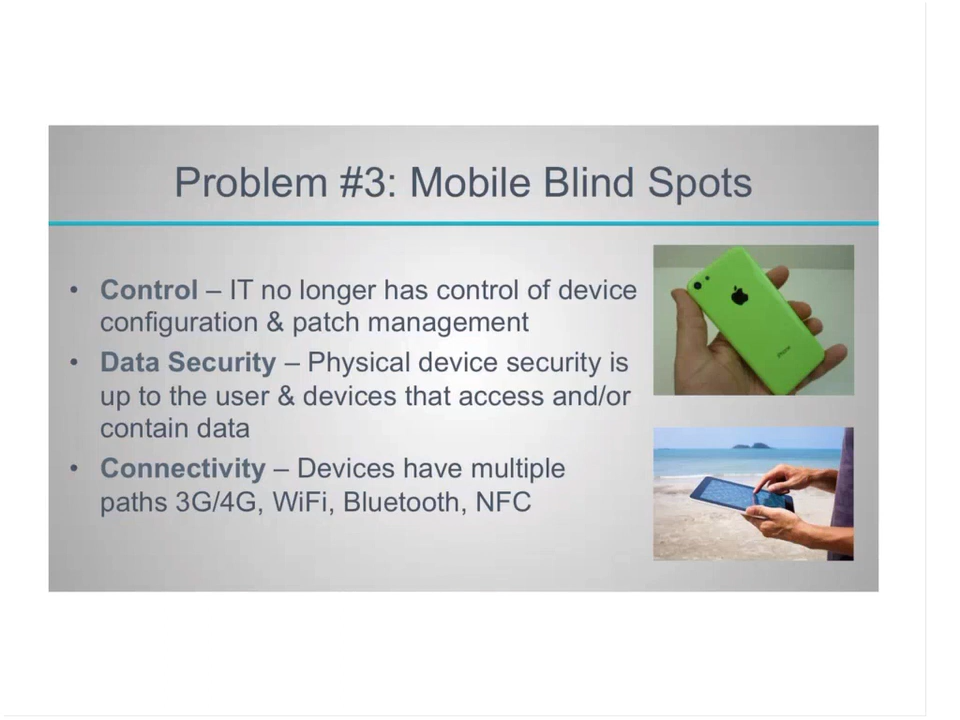 Problem #3: Mobile Blind Spots
• Control – IT no longer has control of device
configuration & patch management
• Data Security – Physical device security is
up to the user & devices that access and/or
contain data
• Connectivity – Devices have multiple
paths 3G/4G, WiFi, Bluetooth, NFC
iPhone